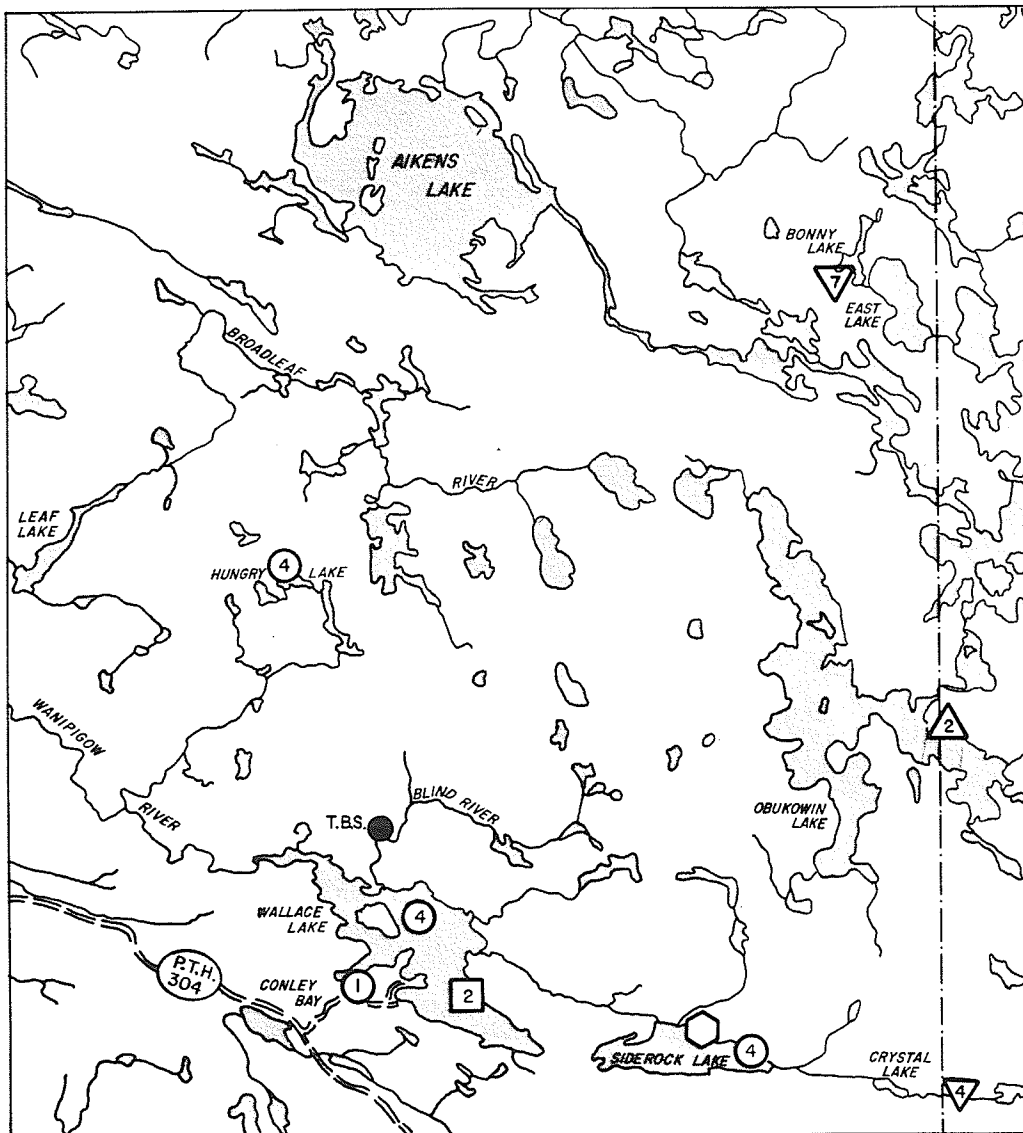 AIKENS
LAKE
BONNY
LAKE
7
EAST
LAKE
BROADLEAF
RIVER
LEAF
LAKE
HUNGRY 4 LAKE
WANIPIGOW
RIVER
2
T.B.S.
BLIND RIVER
OBUKOWIN
LAKE
WALLACE
LAKE
4
P.T.H.
304
CONLEY
BAY
1
2
SIDEROCK LAKE
4
CRYSTAL
LAKE
4